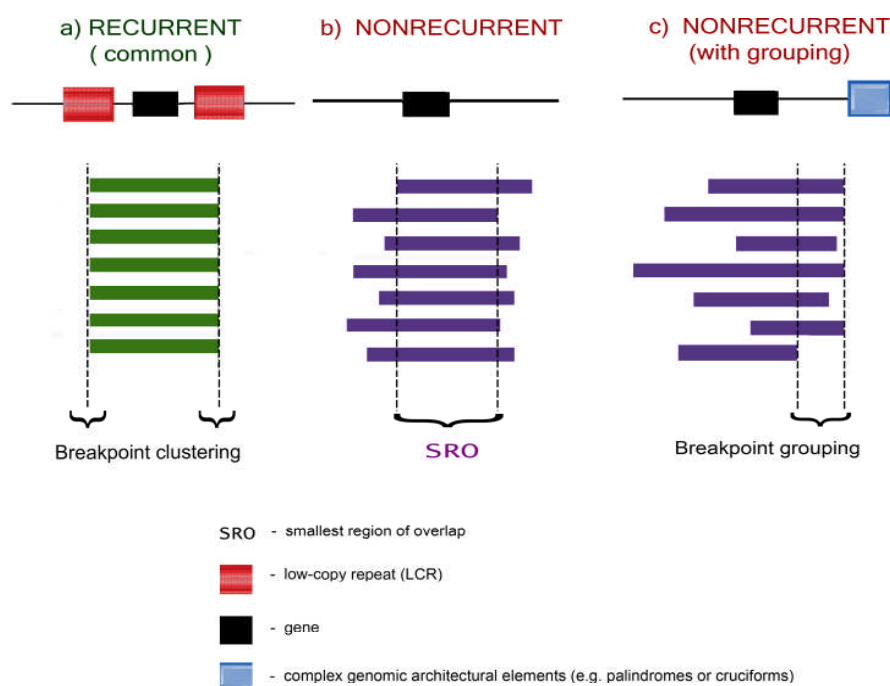 a) RECURRENT
( common )
b) NONRECURRENT
c) NONRECURRENT
(with grouping)
Breakpoint clustering
SRO
Breakpoint grouping
SRO - smallest region of overlap
- low-copy repeat (LCR)
- gene
- complex genomic architectural elements (e.g. palindromes or cruciforms)